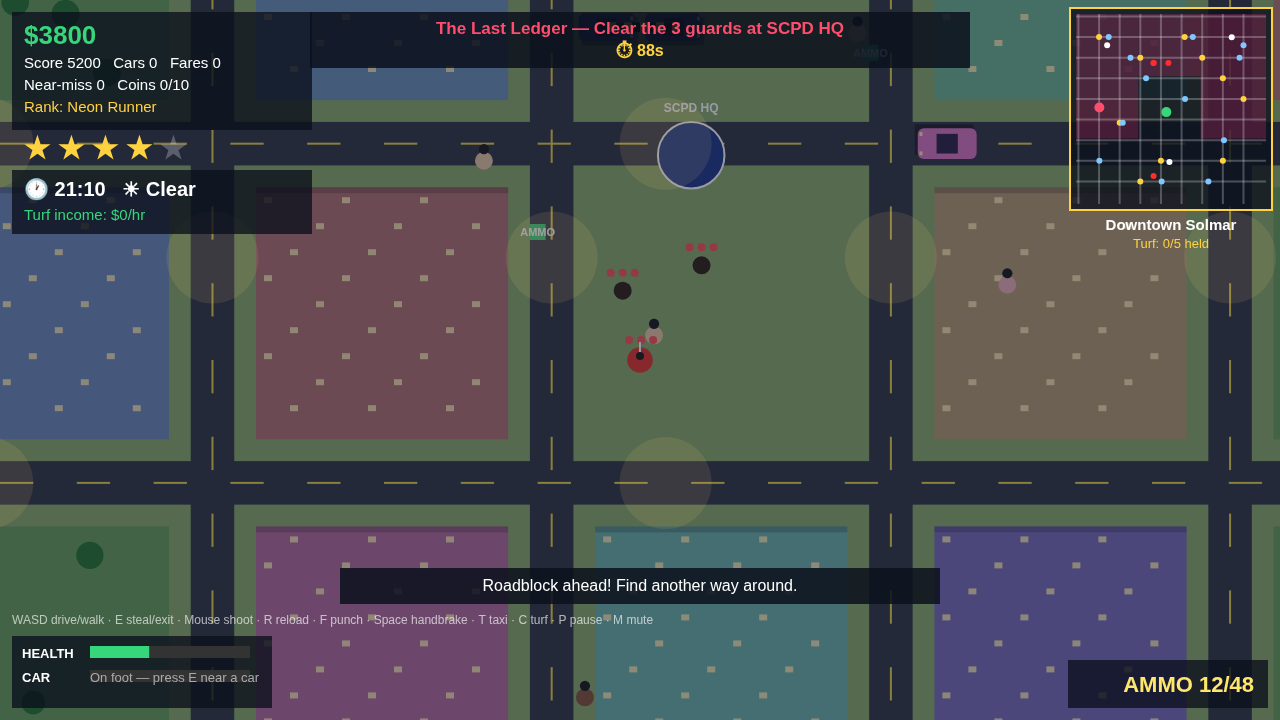 $3800
Score 5200 Cars 0 Fares 0
Near-miss 0 Coins 0/10
Rank: Neon Runner
🕐 21:10 ☀ Clear
Turf income: $0/hr
The Last Ledger — Clear the 3 guards at SCPD HQ
⏱ 88s
AMMO
SCPD HQ
AMMO
Downtown Solmar
Turf: 0/5 held
Roadblock ahead! Find another way around.
WASD drive/walk · E steal/exit · Mouse shoot · R reload · F punch · Space handbrake · T taxi · C turf · P pause · M mute
HEALTH
CAR On foot — press E near a car
AMMO 12/48